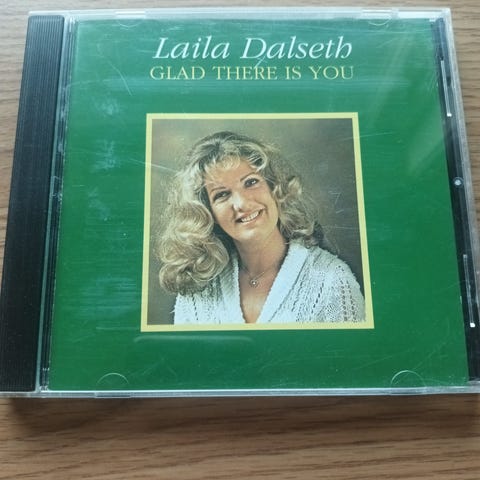 Laila Dalseth
GLAD THERE IS YOU